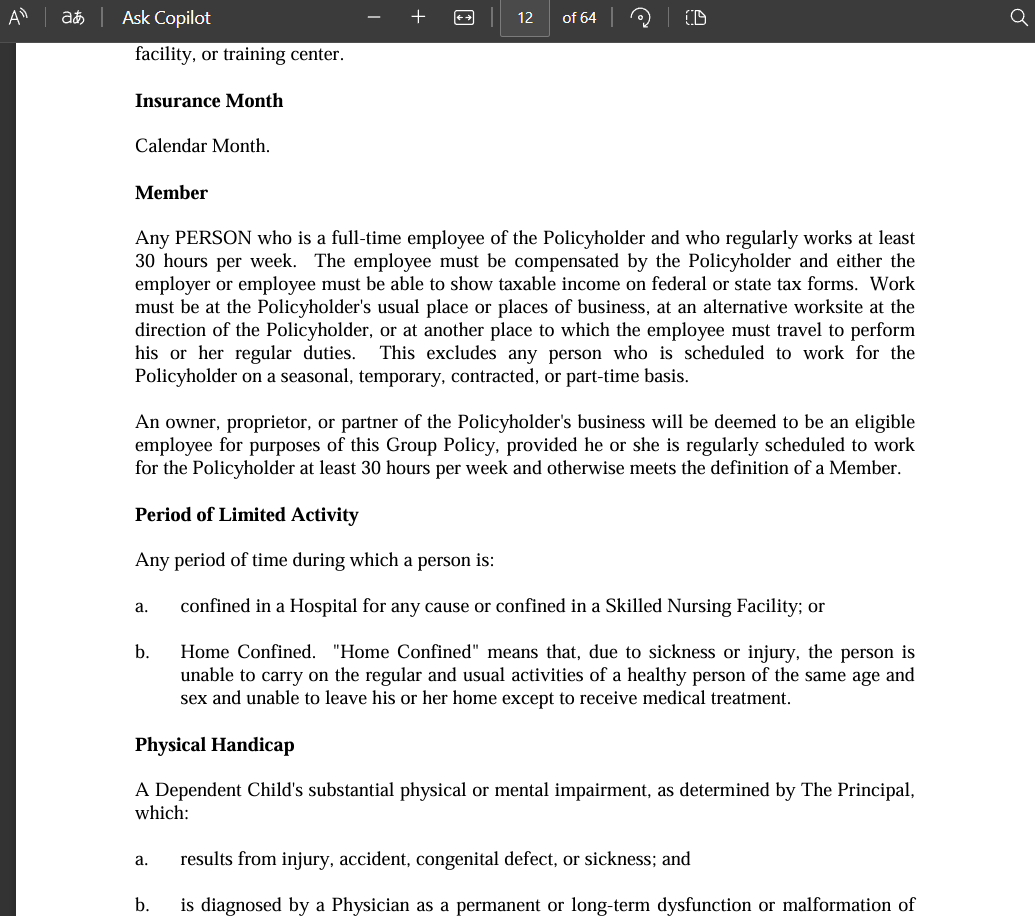 A
aあ
Ask Copilot
12
of 64
facility, or training center.
Insurance Month
Calendar Month.
Member
Any PERSON who is a full-time employee of the Policyholder and who regularly works at least
30 hours per week.  The employee must be compensated by the Policyholder and either the
employer or employee must be able to show taxable income on federal or state tax forms.  Work
must be at the Policyholder's usual place or places of business, at an alternative worksite at the
direction of the Policyholder, or at another place to which the employee must travel to perform
his or her regular duties.  This excludes any person who is scheduled to work for the
Policyholder on a seasonal, temporary, contracted, or part-time basis.
An owner, proprietor, or partner of the Policyholder's business will be deemed to be an eligible
employee for purposes of this Group Policy, provided he or she is regularly scheduled to work
for the Policyholder at least 30 hours per week and otherwise meets the definition of a Member.
Period of Limited Activity
Any period of time during which a person is:
a. confined in a Hospital for any cause or confined in a Skilled Nursing Facility; or
b. Home Confined.  "Home Confined" means that, due to sickness or injury, the person is
unable to carry on the regular and usual activities of a healthy person of the same age and
sex and unable to leave his or her home except to receive medical treatment.
Physical Handicap
A Dependent Child's substantial physical or mental impairment, as determined by The Principal,
which:
a. results from injury, accident, congenital defect, or sickness; and
b. is diagnosed by a Physician as a permanent or long-term dysfunction or malformation of